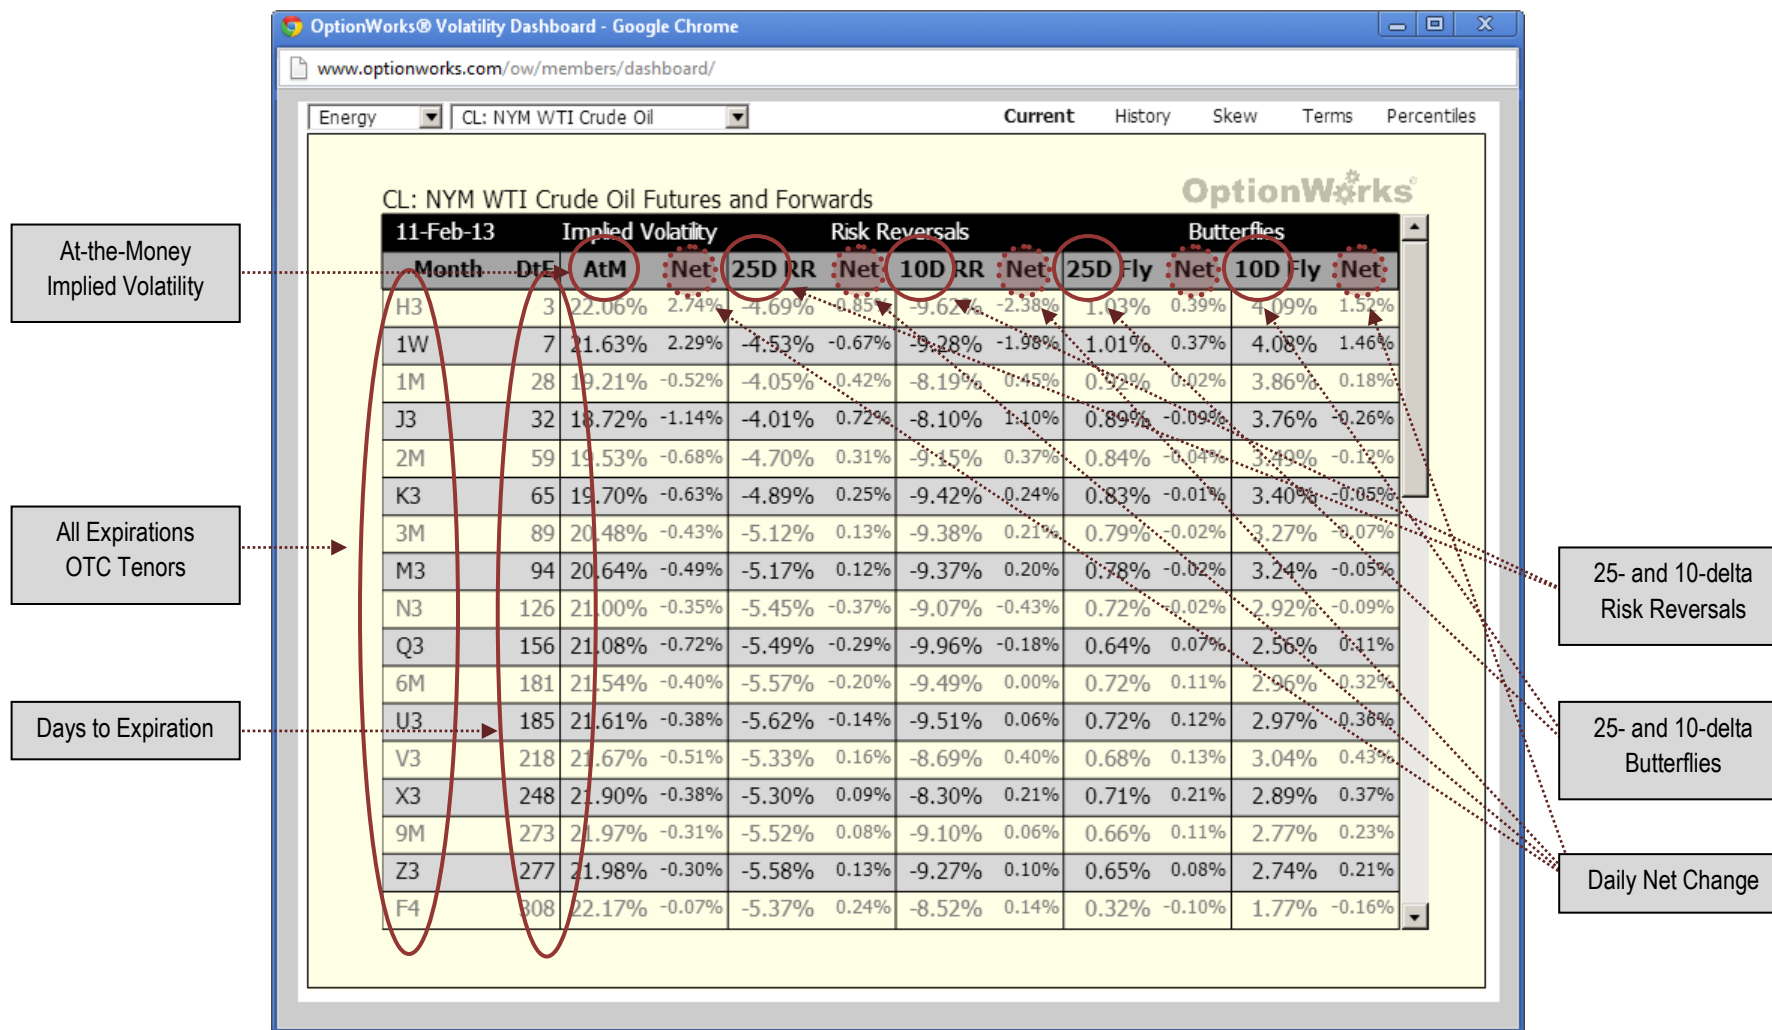 OptionWorks® Volatility Dashboard - Google Chrome
www.optionworks.com/ow/members/dashboard/
Energy CL: NYM WTI Crude Oil Current History Skew Terms Percentiles
OptionWorks®
CL: NYM WTI Crude Oil Futures and Forwards
11-Feb-13 Implied Volatility Risk Reversals Butterflies
Month DtE AtM Net 25D RR Net 10D RR Net 25D Fly Net 10D Fly Net
H3 3 22.06% 2.74% -4.69% 0.85% -9.62% -2.38% 1.03% 0.39% 4.09% 1.52%
1W 7 21.63% 2.29% -4.53% -0.67% -9.28% -1.98% 1.01% 0.37% 4.08% 1.46%
1M 28 19.21% -0.52% -4.05% 0.42% -8.19% 0.45% 0.92% 0.02% 3.86% 0.18%
J3 32 18.72% -1.14% -4.01% 0.72% -8.10% 1.10% 0.89% -0.09% 3.76% -0.26%
2M 59 19.53% -0.68% -4.70% 0.31% -9.15% 0.37% 0.84% -0.04% 3.49% -0.12%
K3 65 19.70% -0.63% -4.89% 0.25% -9.42% 0.24% 0.83% -0.01% 3.40% -0.05%
3M 89 20.48% -0.43% -5.12% 0.13% -9.38% 0.21% 0.79% -0.02% 3.27% -0.07%
M3 94 20.64% -0.49% -5.17% 0.12% -9.37% 0.20% 0.78% -0.02% 3.24% -0.05%
N3 126 21.00% -0.35% -5.45% -0.37% -9.07% -0.43% 0.72% -0.02% 2.92% -0.09%
Q3 156 21.08% -0.72% -5.49% -0.29% -9.96% -0.18% 0.64% 0.07% 2.56% 0.11%
6M 181 21.54% -0.40% -5.57% -0.20% -9.49% 0.00% 0.72% 0.11% 2.96% 0.32%
U3 185 21.61% -0.38% -5.62% -0.14% -9.51% 0.06% 0.72% 0.12% 2.97% 0.36%
V3 218 21.67% -0.51% -5.33% 0.16% -8.69% 0.40% 0.68% 0.13% 3.04% 0.43%
X3 248 21.90% -0.38% -5.30% 0.09% -8.30% 0.21% 0.71% 0.21% 2.89% 0.37%
9M 273 21.97% -0.31% -5.52% 0.08% -9.10% 0.06% 0.66% 0.11% 2.77% 0.23%
Z3 277 21.98% -0.30% -5.58% 0.13% -9.27% 0.10% 0.65% 0.08% 2.74% 0.21%
F4 308 22.17% -0.07% -5.37% 0.24% -8.52% 0.14% 0.32% -0.10% 1.77% -0.16%
At-the-Money
Implied Volatility
All Expirations
OTC Tenors
Days to Expiration
25- and 10-delta
Risk Reversals
25- and 10-delta
Butterflies
Daily Net Change